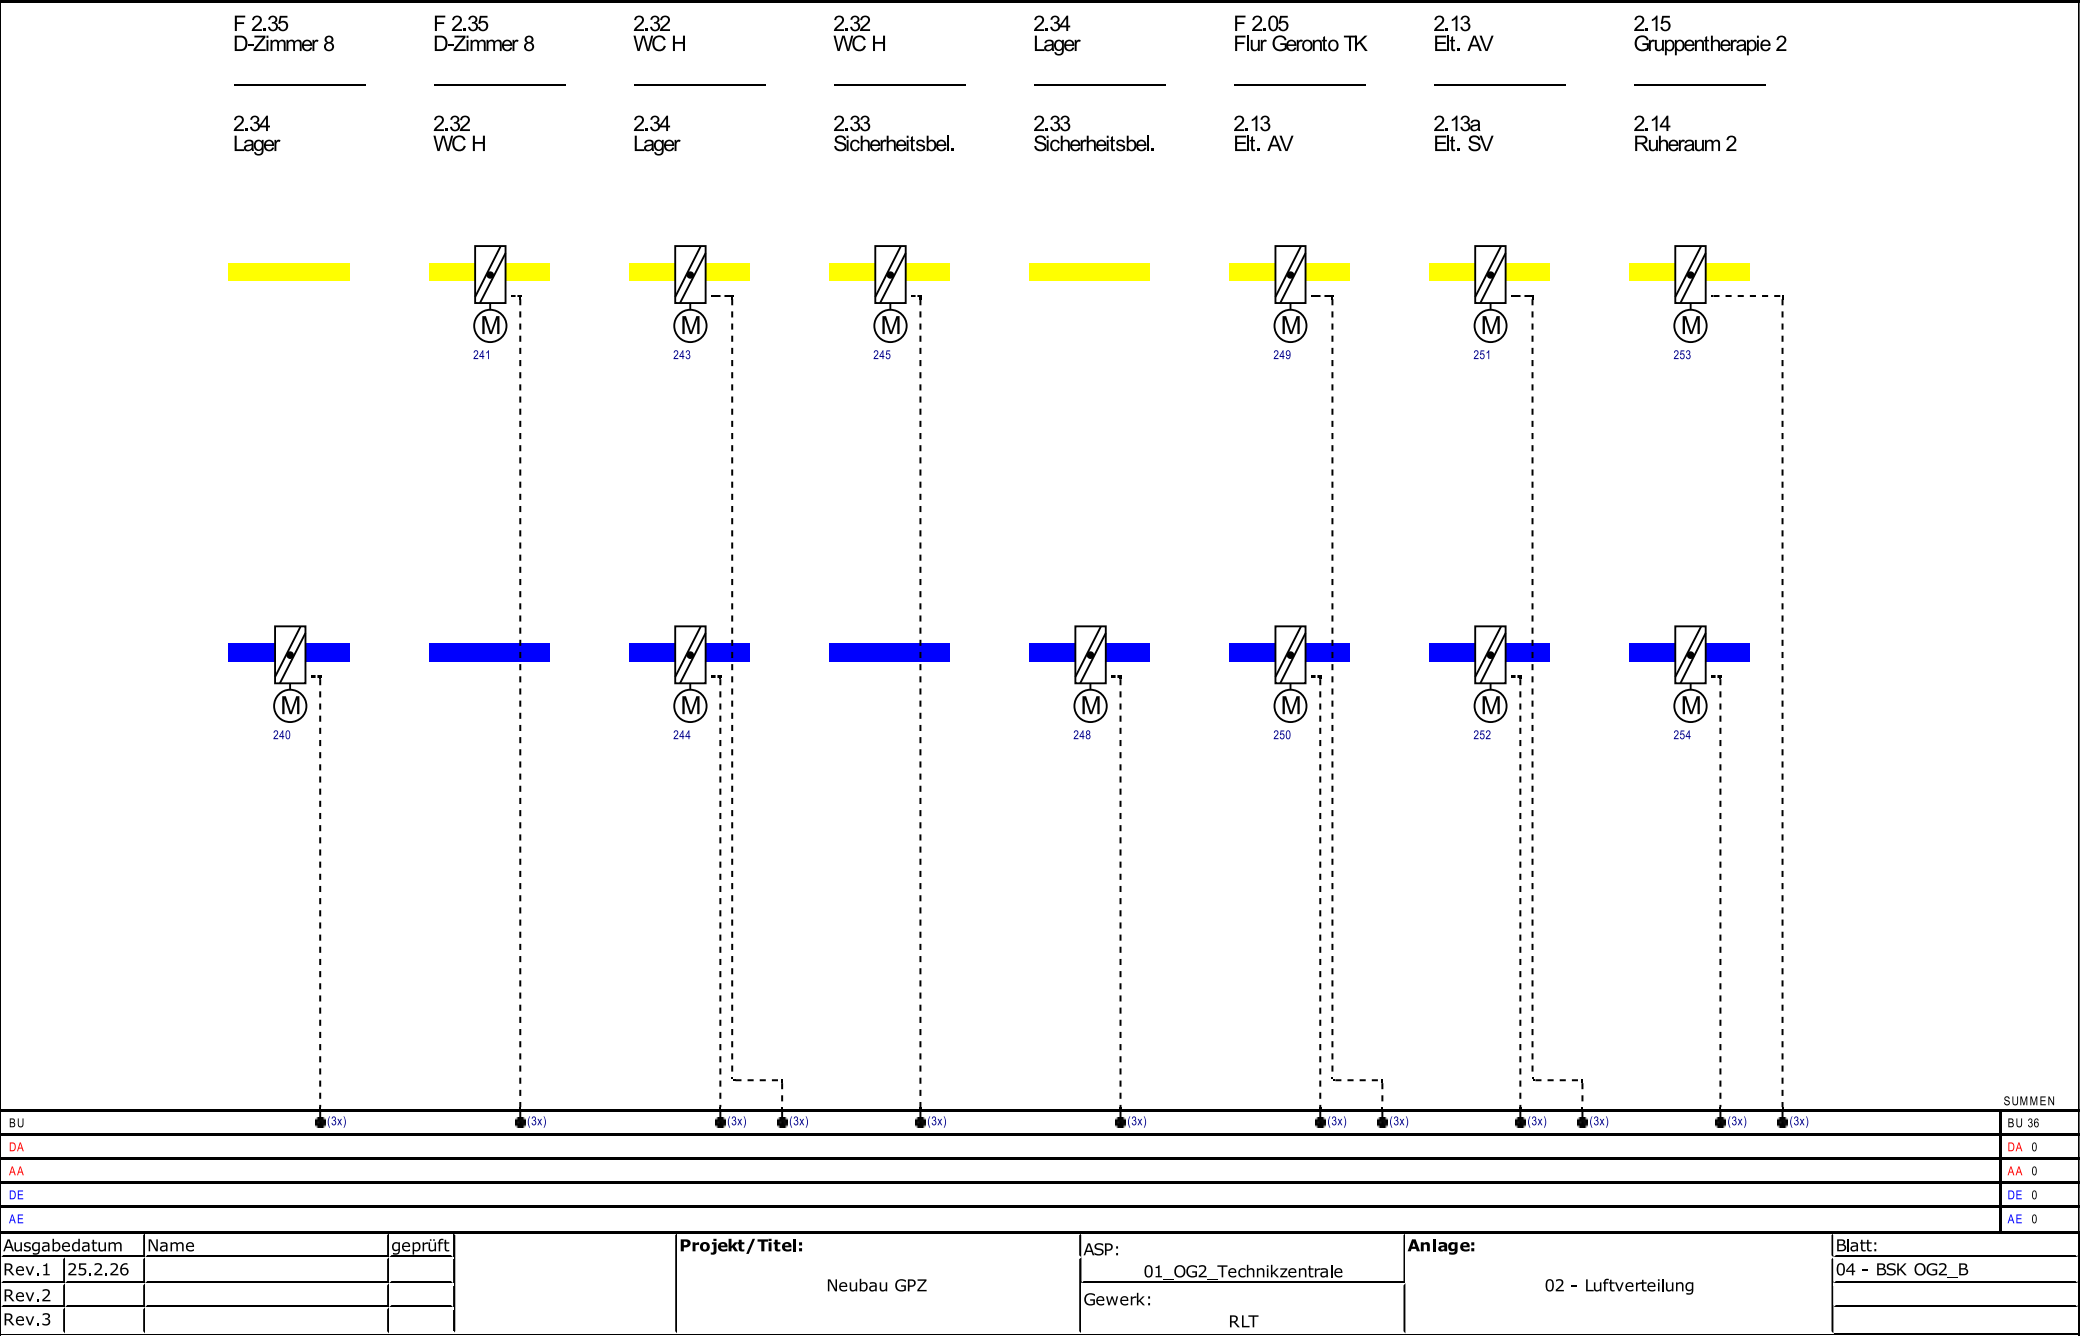 F 2.35
D-Zimmer 8
F 2.35
D-Zimmer 8
2.32
WC H
2.32
WC H
2.34
Lager
F 2.05
Flur Geronto TK
2.13
Elt. AV
2.15
Gruppentherapie 2
2.34
Lager
2.32
WC H
2.34
Lager
2.33
Sicherheitsbel.
2.33
Sicherheitsbel.
2.13
Elt. AV
2.13a
Elt. SV
2.14
Ruheraum 2
M
M
M
M
M
M
241
243
245
249
251
253
M
M
M
M
M
M
240
244
248
250
252
254
SUMMEN
BU (3x) (3x) (3x) (3x) (3x) (3x) (3x) (3x) (3x) (3x) (3x) (3x) BU 36
DA DA 0
AA AA 0
DE DE 0
AE AE 0
Ausgabedatum Name geprüft
Rev.1 25.2.26
Rev.2
Rev.3
Projekt/Titel:
Neubau GPZ
ASP:
01_OG2_Technikzentrale
Gewerk:
RLT
Anlage:
02 - Luftverteilung
Blatt:
04 - BSK OG2_B